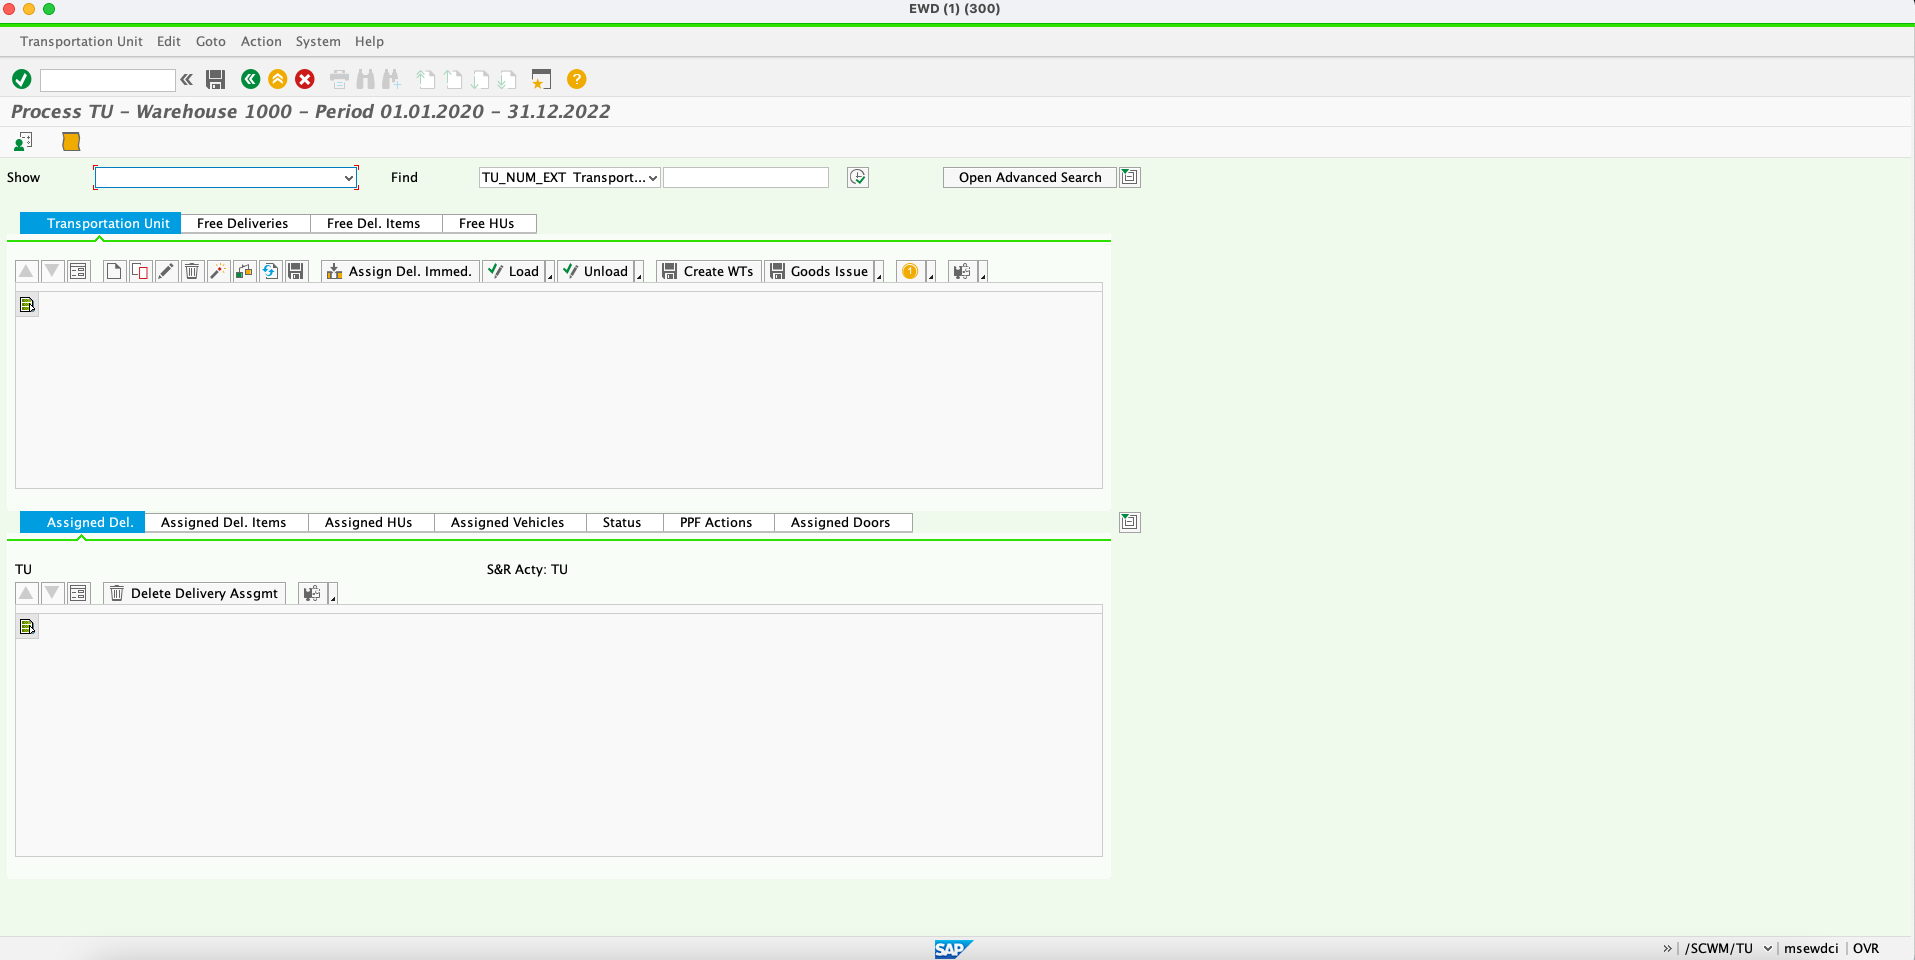 EWD (1) (300)
Transportation Unit Edit Goto Action System Help
Process TU - Warehouse 1000 - Period 01.01.2020 - 31.12.2022
Show Find TU_NUM_EXT Transport... Open Advanced Search
Transportation Unit Free Deliveries Free Del. Items Free HUs
Assign Del. Immed. Load Unload Create WTs Goods Issue 1
Assigned Del. Assigned Del. Items Assigned HUs Assigned Vehicles Status PPF Actions Assigned Doors
TU S&R Acty: TU
Delete Delivery Assgmt
SAP » /SCWM/TU msewdci OVR